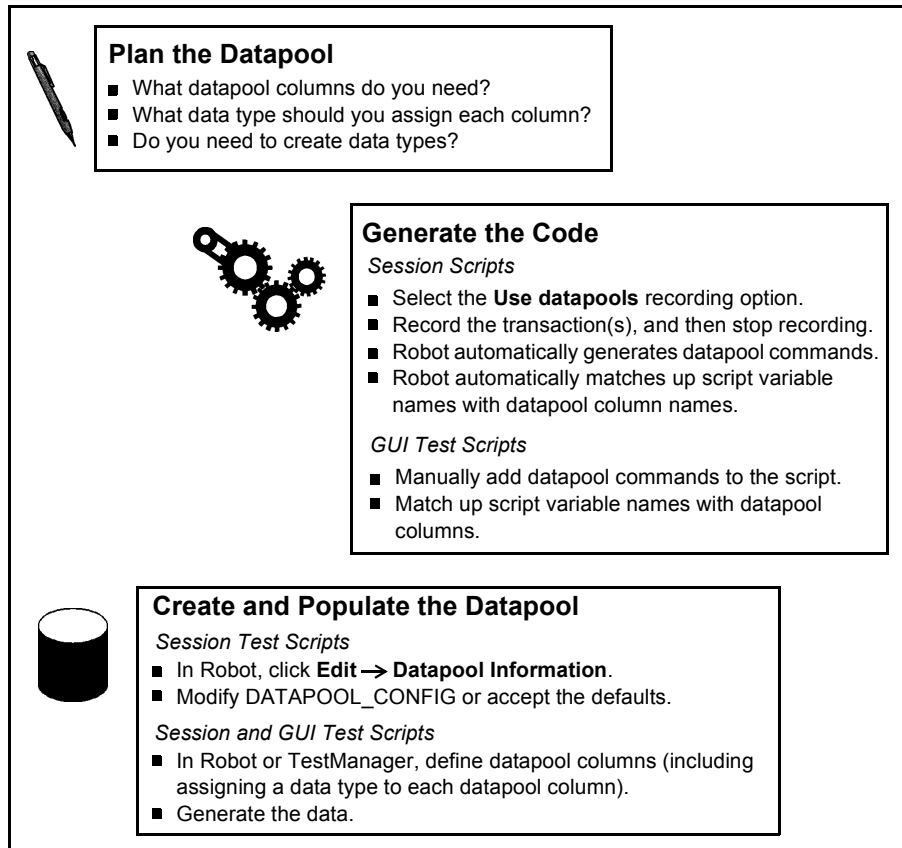 Plan the Datapool
■ What datapool columns do you need?
■ What data type should you assign each column?
■ Do you need to create data types?
Generate the Code
Session Scripts
■ Select the Use datapools recording option.
■ Record the transaction(s), and then stop recording.
■ Robot automatically generates datapool commands.
■ Robot automatically matches up script variable
names with datapool column names.
GUI Test Scripts
■ Manually add datapool commands to the script.
■ Match up script variable names with datapool
columns.
Create and Populate the Datapool
Session Test Scripts
■ In Robot, click Edit → Datapool Information.
■ Modify DATAPOOL_CONFIG or accept the defaults.
Session and GUI Test Scripts
■ In Robot or TestManager, define datapool columns (including
assigning a data type to each datapool column).
■ Generate the data.